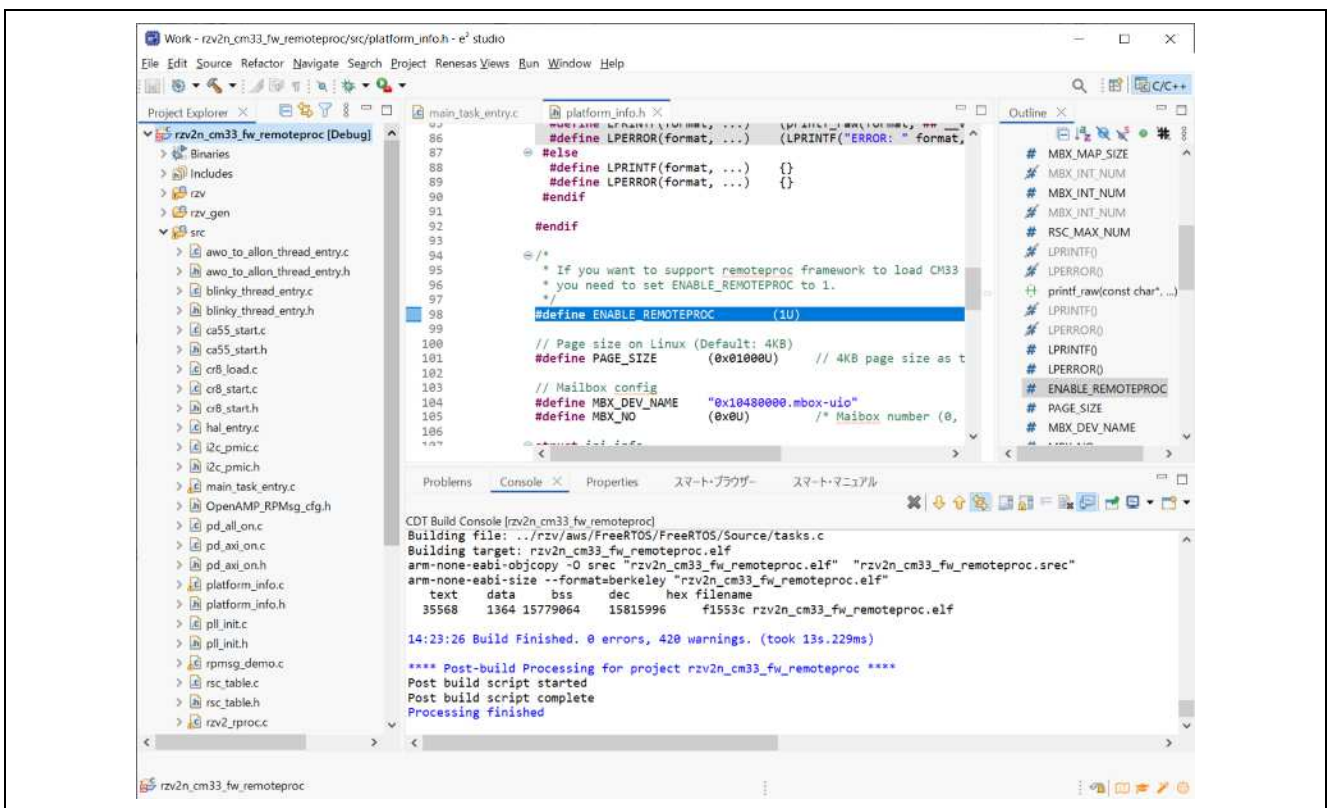 Work - rzv2n_cm33_fw_remoteproc/src/platform_info.h - e² studio
File Edit Source Refactor Navigate Search Project Renesas Views Run Window Help
C/C++
Project Explorer
rzv2n_cm33_fw_remoteproc [Debug]
Binaries
Includes
rzv
rzv_gen
src
awo_to_allon_thread_entry.c
awo_to_allon_thread_entry.h
blinky_thread_entry.c
blinky_thread_entry.h
ca55_start.c
ca55_start.h
cr8_load.c
cr8_start.c
cr8_start.h
hal_entry.c
i2c_pmic.c
i2c_pmic.h
main_task_entry.c
OpenAMP_RPMsg_cfg.h
pd_all_on.c
pd_axi_on.c
pd_axi_on.h
platform_info.c
platform_info.h
pll_init.c
pll_init.h
rpmsg_demo.c
rsc_table.c
rsc_table.h
rzv2_rproc.c
main_task_entry.c platform_info.h
86 #define LPERROR(format, ...) (LPRINTF("ERROR: " format,
87 #else
88 #define LPRINTF(format, ...) {}
89 #define LPERROR(format, ...) {}
90 #endif
91
92 #endif
93
94 /*
95 * If you want to support remoteproc framework to load CM33
96 * you need to set ENABLE_REMOTEPROC to 1.
97 */
98 #define ENABLE_REMOTEPROC (1U)
99
100 // Page size on Linux (Default: 4KB)
101 #define PAGE_SIZE (0x01000U) // 4KB page size as t
102
103 // Mailbox config
104 #define MBX_DEV_NAME "0x10480000.mbox-uio"
105 #define MBX_NO (0x0U) /* Maibox number (0,
106
Outline
MBX_MAP_SIZE
MBX_INT_NUM
MBX_INT_NUM
MBX_INT_NUM
RSC_MAX_NUM
LPRINTF()
LPERROR()
printf_raw(const char*, ...)
LPRINTF()
LPERROR()
LPRINTF()
LPERROR()
ENABLE_REMOTEPROC
PAGE_SIZE
MBX_DEV_NAME
Problems Console Properties スマート・ブラウザー スマート・マニュアル
CDT Build Console [rzv2n_cm33_fw_remoteproc]
Building file: ../rzv/aws/FreeRTOS/FreeRTOS/Source/tasks.c
Building target: rzv2n_cm33_fw_remoteproc.elf
arm-none-eabi-objcopy -O srec "rzv2n_cm33_fw_remoteproc.elf" "rzv2n_cm33_fw_remoteproc.srec"
arm-none-eabi-size --format=berkeley "rzv2n_cm33_fw_remoteproc.elf"
text data bss dec hex filename
35568 1364 15779064 15815996 f1553c rzv2n_cm33_fw_remoteproc.elf
14:23:26 Build Finished. 0 errors, 420 warnings. (took 13s.229ms)
**** Post-build Processing for project rzv2n_cm33_fw_remoteproc ****
Post build script started
Post build script complete
Processing finished
rzv2n_cm33_fw_remoteproc